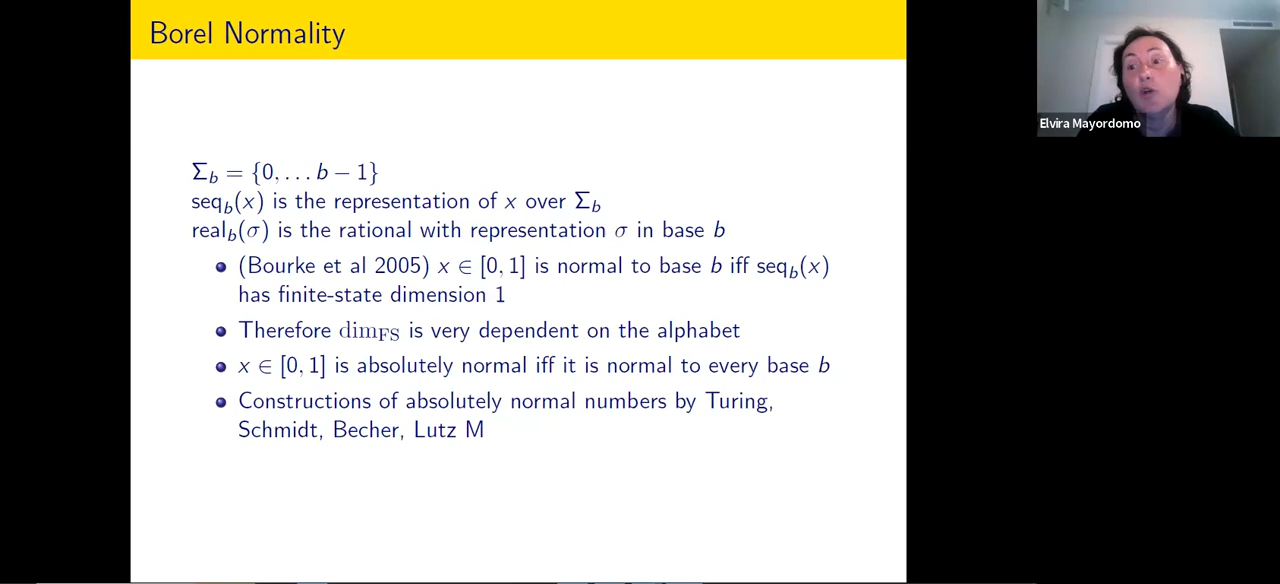 Borel Normality
Σ_b = {0, … b − 1}
seq_b(x) is the representation of x over Σ_b
real_b(σ) is the rational with representation σ in base b
(Bourke et al 2005) x ∈ [0, 1] is normal to base b iff seq_b(x)
has finite-state dimension 1
Therefore dim_FS is very dependent on the alphabet
x ∈ [0, 1] is absolutely normal iff it is normal to every base b
Constructions of absolutely normal numbers by Turing,
Schmidt, Becher, Lutz M
Elvira Mayordomo